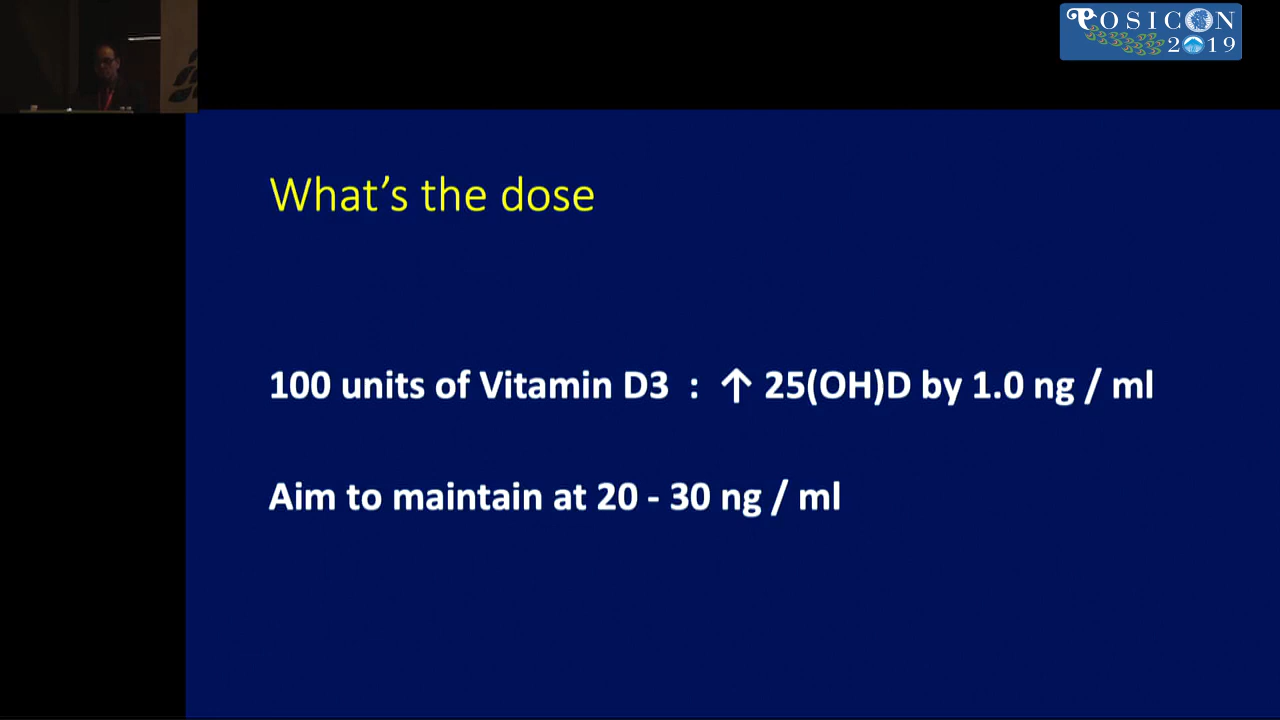 POSICON
2019
What’s the dose
100 units of Vitamin D3 : ↑ 25(OH)D by 1.0 ng / ml
Aim to maintain at 20 - 30 ng / ml